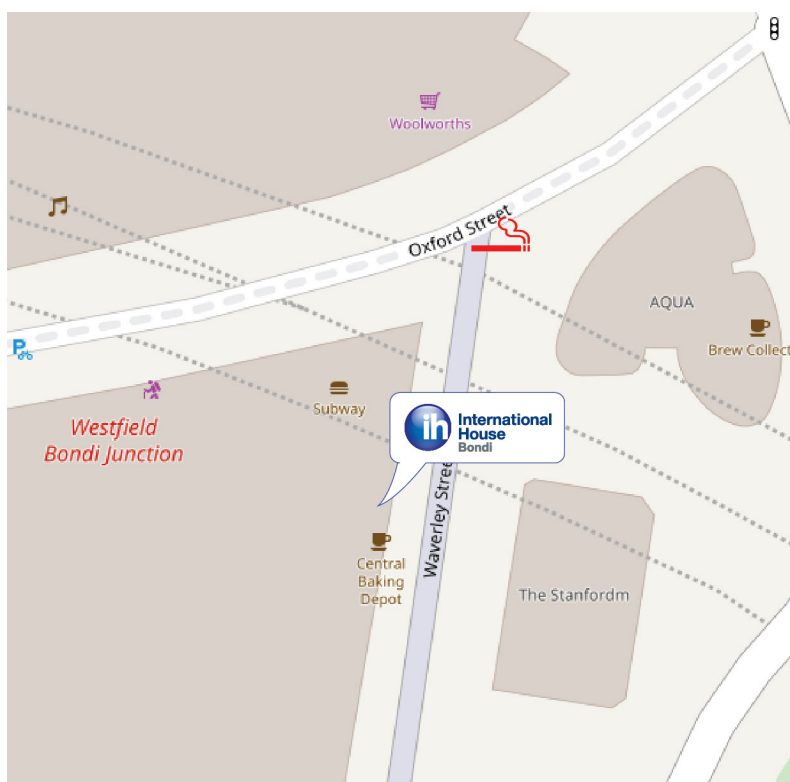 Woolworths
Oxford Street
AQUA
P
Brew Collect
Subway
Westfield
Bondi Junction
ih
International
House
Bondi
Waverley Stree
Central
Baking
Depot
The Stanfordm